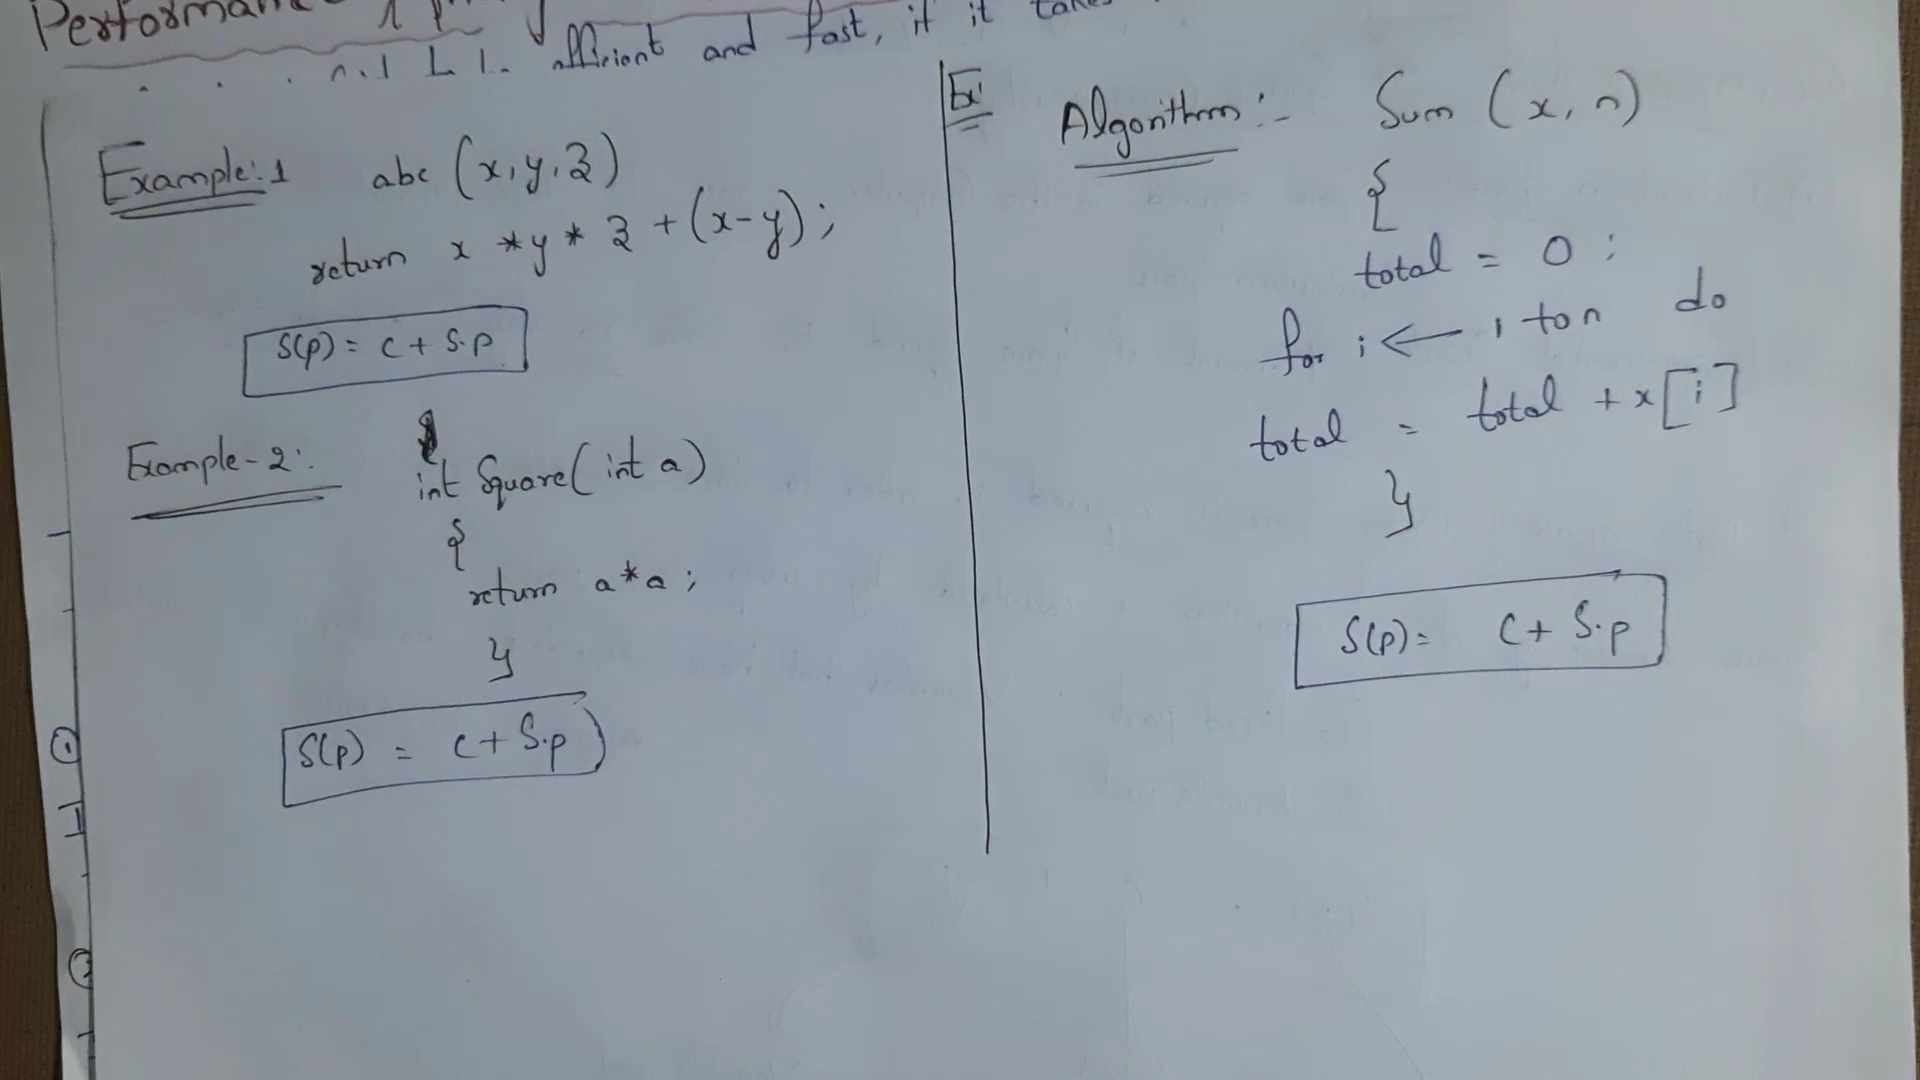 efficient and fast, if it takes
Example:1 abc (x, y, z)
return x * y * z + (x-y);
S(p) = c + S.p
Example-2:
int Square( int a)
{
return a*a ;
}
S(p) = c + S.p
Ex:
Algorithm:- Sum (x, n)
{
total = 0 ;
for i ← 1 to n do
total = total + x[i]
}
S(p) = C + S.p